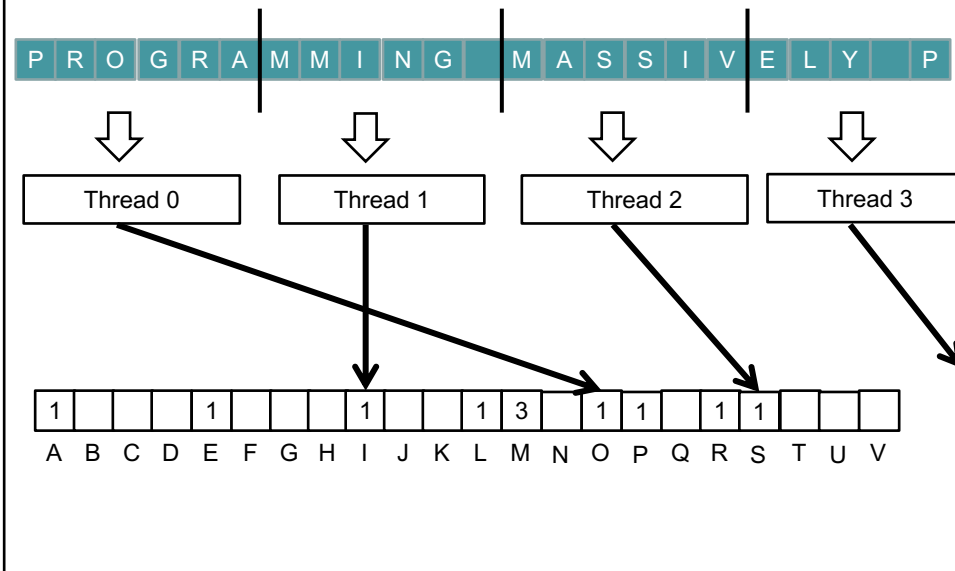 P R O G R A M M I N G M A S S I V E L Y P
Thread 0 Thread 1 Thread 2 Thread 3
1 1 1 1 3 1 1 1 1
A B C D E F G H I J K L M N O P Q R S T U V